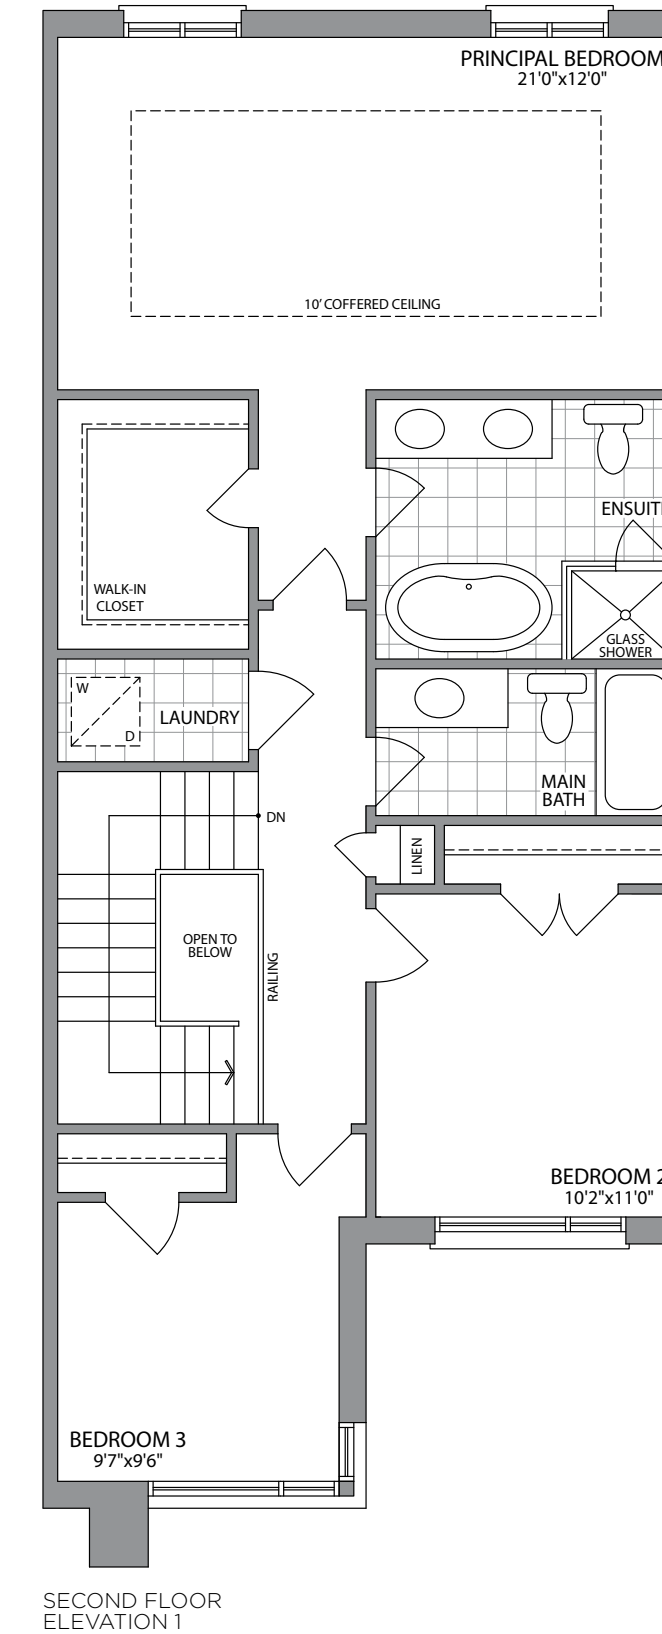 PRINCIPAL BEDROOM
21'0"x12'0"
10' COFFERED CEILING
WALK-IN
CLOSET
ENSUIT
GLASS
SHOWER
W
D
LAUNDRY
MAIN
BATH
DN
LINEN
OPEN TO
BELOW
RAILING
BEDROOM 2
10'2"x11'0"
BEDROOM 3
9'7"x9'6"
SECOND FLOOR
ELEVATION 1